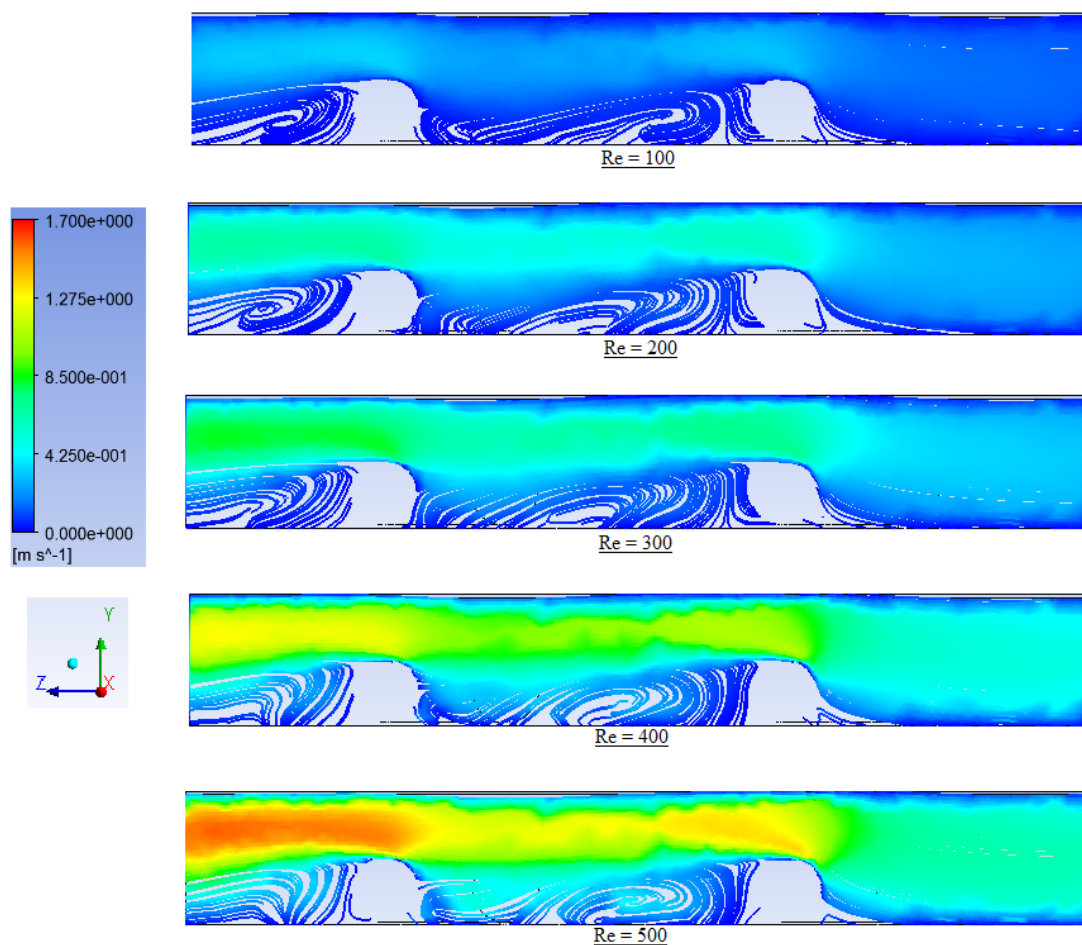 Re = 100
1.700e+000
1.275e+000
8.500e-001
4.250e-001
0.000e+000
[m s^-1]
Re = 200
Re = 300
Y
Z
X
Re = 400
Re = 500